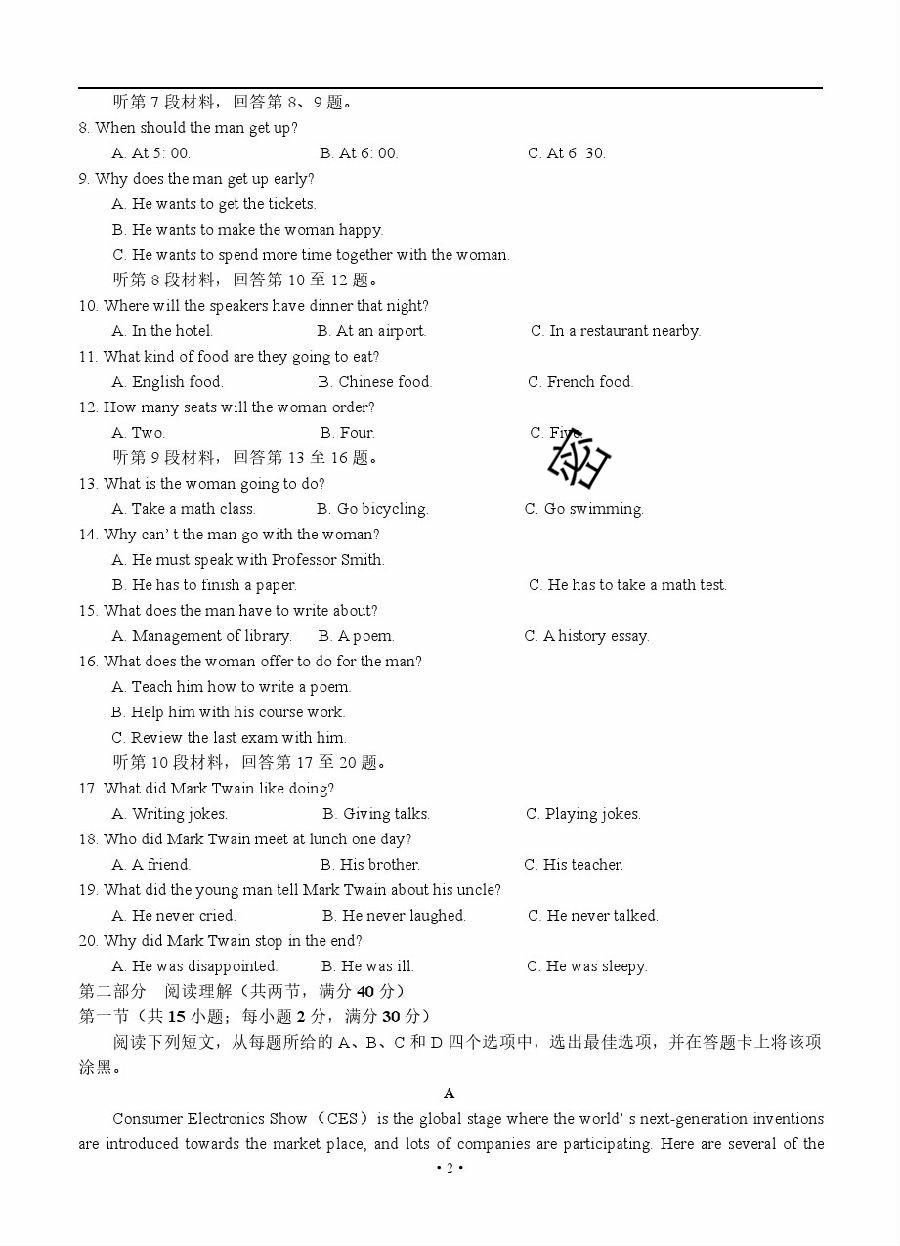 听第 7 段材料，回答第 8、9 题。
8. When should the man get up?
A. At 5: 00. B. At 6: 00. C. At 6 30.
9. Why does the man get up early?
A. He wants to get the tickets.
B. He wants to make the woman happy.
C. He wants to spend more time together with the woman.
听第 8 段材料，回答第 10 至 12 题。
10. Where will the speakers have dinner that night?
A. In the hotel. B. At an airport. C. In a restaurant nearby.
11. What kind of food are they going to eat?
A. English food. B. Chinese food. C. French food.
12. How many seats will the woman order?
A. Two. B. Four. C. Five
听第 9 段材料，回答第 13 至 16 题。
13. What is the woman going to do?
A. Take a math class. B. Go bicycling. C. Go swimming.
14. Why can' t the man go with the woman?
A. He must speak with Professor Smith.
B. He has to finish a paper. C. He has to take a math test.
15. What does the man have to write about?
A. Management of library. B. A poem. C. A history essay.
16. What does the woman offer to do for the man?
A. Teach him how to write a poem.
B. Help him with his course work.
C. Review the last exam with him.
听第 10 段材料，回答第 17 至 20 题。
17. What did Mark Twain like doing?
A. Writing jokes. B. Giving talks. C. Playing jokes.
18. Who did Mark Twain meet at lunch one day?
A. A friend. B. His brother. C. His teacher.
19. What did the young man tell Mark Twain about his uncle?
A. He never cried. B. He never laughed. C. He never talked.
20. Why did Mark Twain stop in the end?
A. He was disappointed. B. He was ill. C. He was sleepy.
第二部分 阅读理解（共两节，满分 40 分）
第一节（共 15 小题；每小题 2 分，满分 30 分）
阅读下列短文，从每题所给的 A、B、C 和 D 四个选项中，选出最佳选项，并在答题卡上将该项
涂黑。
A
Consumer Electronics Show（CES）is the global stage where the world' s next-generation inventions
are introduced towards the market place, and lots of companies are participating. Here are several of the
· 2 ·